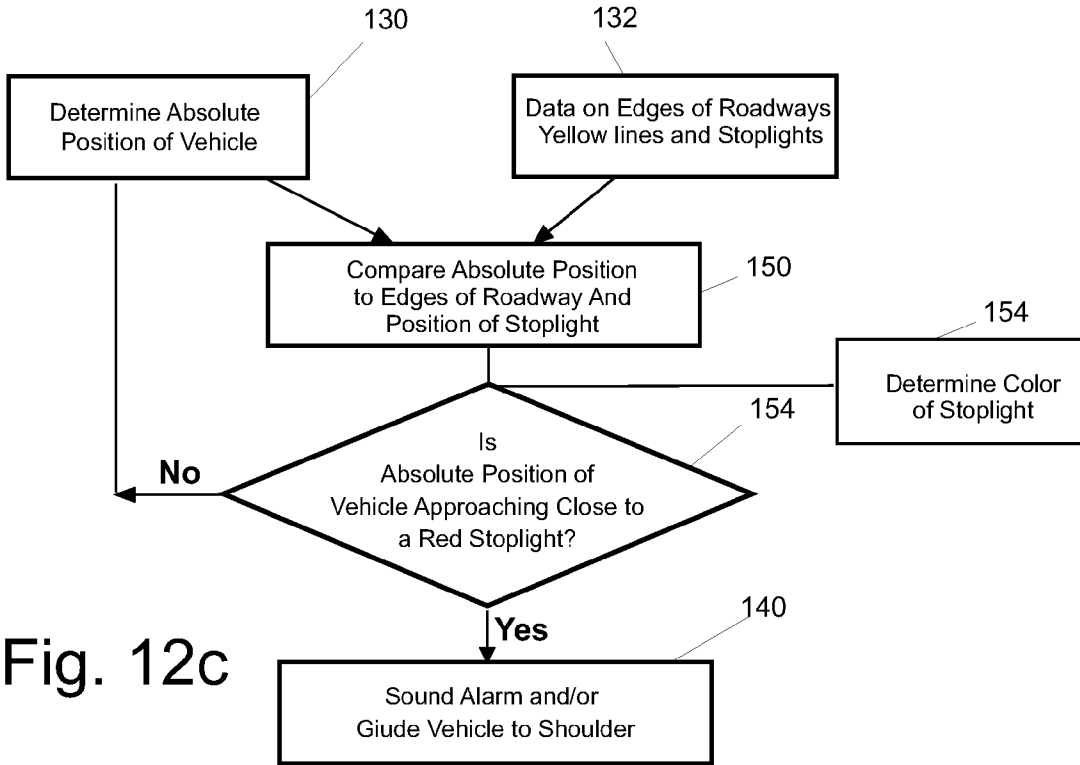 130
132
Determine Absolute
Position of Vehicle
Data on Edges of Roadways
Yellow lines and Stoplights
Compare Absolute Position
to Edges of Roadway And
Position of Stoplight
150
154
Determine Color
of Stoplight
154
Is
Absolute Position of
Vehicle Approaching Close to
a Red Stoplight?
No
Yes
140
Fig. 12c
Sound Alarm and/or
Giude Vehicle to Shoulder